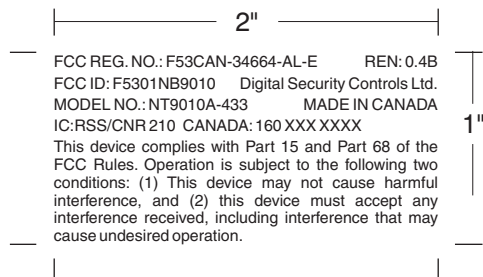 2"
FCC REG. NO.: F53CAN-34664-AL-E REN: 0.4B
FCC ID: F5301NB9010 Digital Security Controls Ltd.
MODEL NO.: NT9010A-433 MADE IN CANADA
1"
IC:RSS/CNR 210 CANADA: 160 XXX XXXX
This device complies with Part 15 and Part 68 of the
FCC Rules. Operation is subject to the following two
conditions: (1) This device may not cause harmful
interference, and (2) this device must accept any
interference received, including interference that may
cause undesired operation.